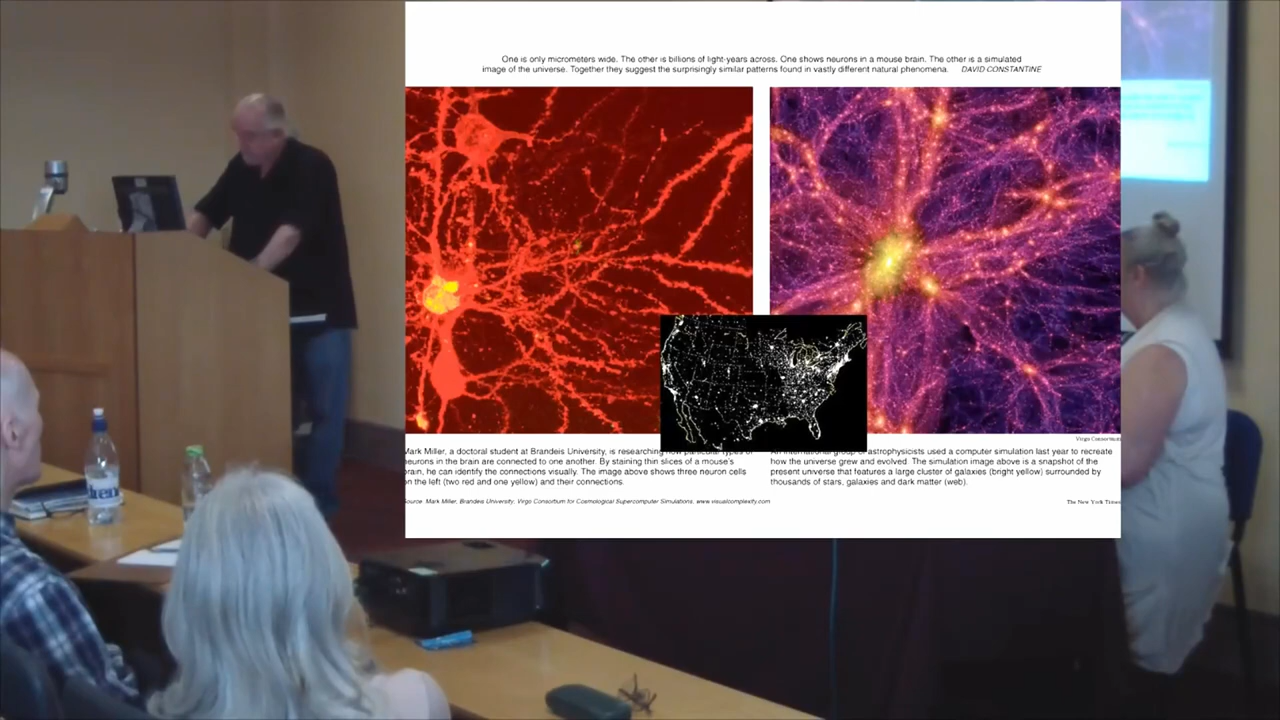 One is only micrometers wide. The other is billions of light-years across. One shows neurons in a mouse brain. The other is a simulated
image of the universe. Together they suggest the surprisingly similar patterns found in vastly different natural phenomena. DAVID CONSTANTINE
Virgo Consortium
Mark Miller, a doctoral student at Brandeis University, is researching how particular types of
neurons in the brain are connected to one another. By staining thin slices of a mouse's
brain, he can identify the connections visually. The image above shows three neuron cells
on the left (two red and one yellow) and their connections.
An international group of astrophysicists used a computer simulation last year to recreate
how the universe grew and evolved. The simulation image above is a snapshot of the
present universe that features a large cluster of galaxies (bright yellow) surrounded by
thousands of stars, galaxies and dark matter (web).
Source: Mark Miller, Brandeis University; Virgo Consortium for Cosmological Supercomputer Simulations; www.visualcomplexity.com
The New York Times